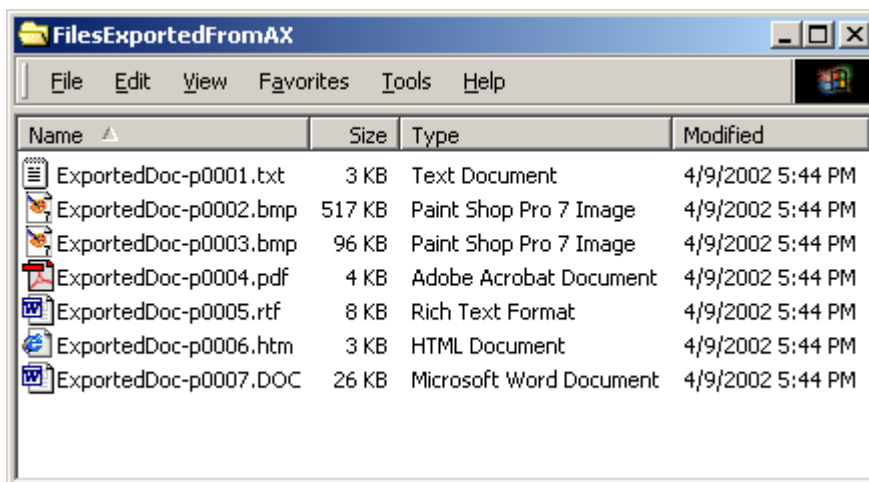 FilesExportedFromAX
File Edit View Favorites Tools Help
Name Size Type Modified
ExportedDoc-p0001.txt 3 KB Text Document 4/9/2002 5:44 PM
ExportedDoc-p0002.bmp 517 KB Paint Shop Pro 7 Image 4/9/2002 5:44 PM
ExportedDoc-p0003.bmp 96 KB Paint Shop Pro 7 Image 4/9/2002 5:44 PM
ExportedDoc-p0004.pdf 4 KB Adobe Acrobat Document 4/9/2002 5:44 PM
ExportedDoc-p0005.rtf 8 KB Rich Text Format 4/9/2002 5:44 PM
ExportedDoc-p0006.htm 3 KB HTML Document 4/9/2002 5:44 PM
ExportedDoc-p0007.DOC 26 KB Microsoft Word Document 4/9/2002 5:44 PM